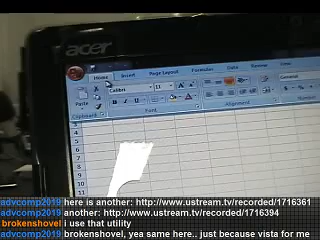 acer
Home Insert Page Layout Formulas Data Review
Calibri 11 General
Paste
B I U
Clipboard Font Alignment
advcomp2019 here is another: http://www.ustream.tv/recorded/1716361
advcomp2019 another: http://www.ustream.tv/recorded/1716394
brokenshovel i use that utility
advcomp2019 brokenshovel, yea same here.. just because vista for me